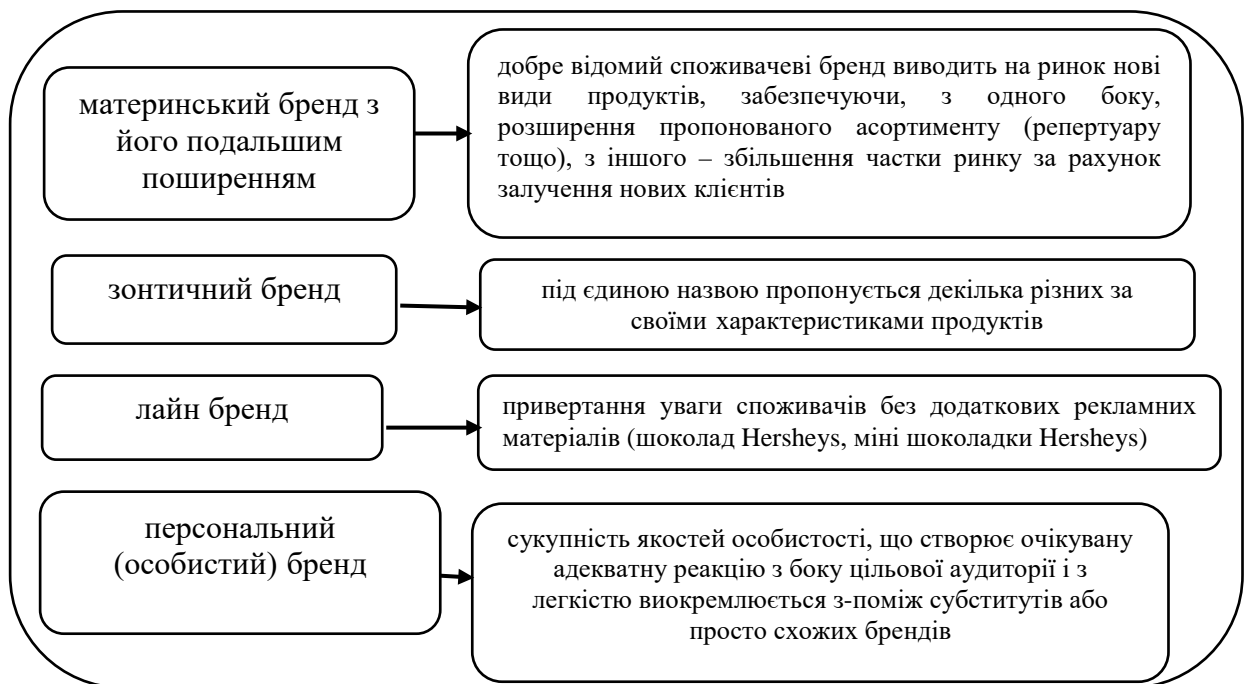 материнський бренд з
його подальшим
поширенням
добре відомий споживачеві бренд виводить на ринок нові
види продуктів, забезпечуючи, з одного боку,
розширення пропонованого асортименту (репертуару
тощо), з іншого – збільшення частки ринку за рахунок
залучення нових клієнтів
зонтичний бренд
під єдиною назвою пропонується декілька різних за
своїми характеристиками продуктів
лайн бренд
привертання уваги споживачів без додаткових рекламних
матеріалів (шоколад Hersheys, міні шоколадки Hersheys)
персональний
(особистий) бренд
сукупність якостей особистості, що створює очікувану
адекватну реакцію з боку цільової аудиторії і з
легкістю виокремлюється з-поміж субститутів або
просто схожих брендів